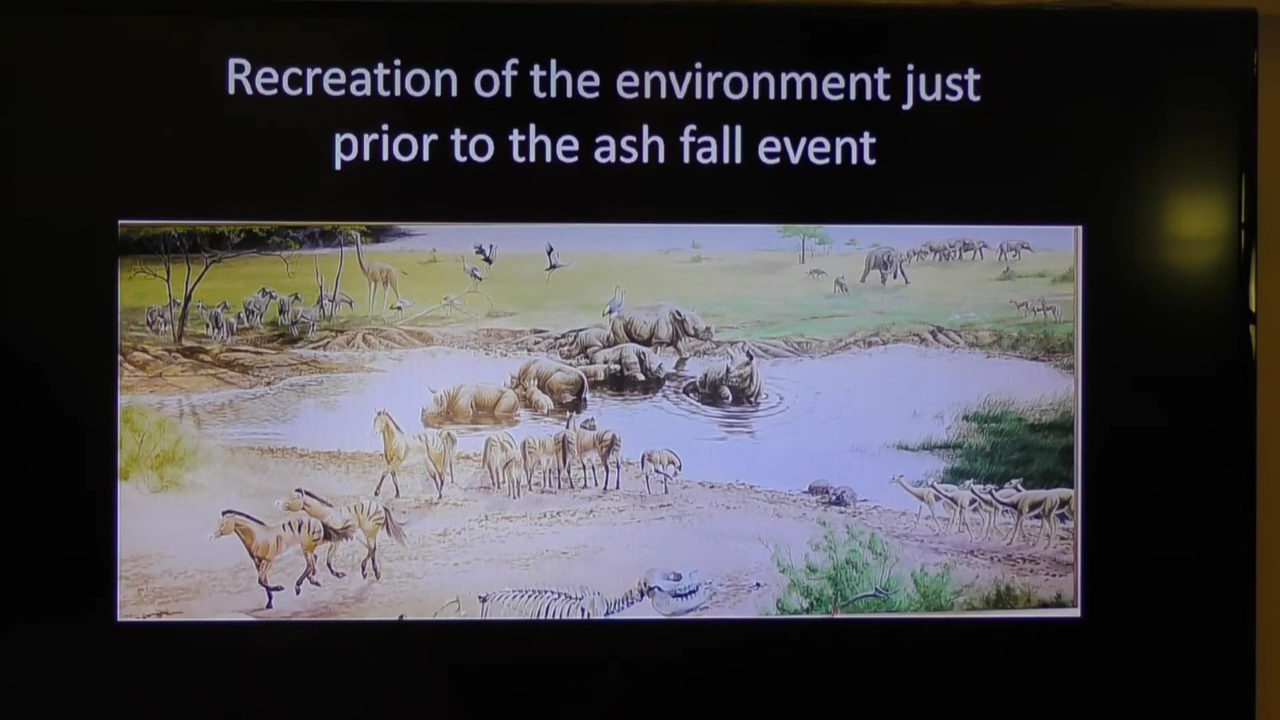 Recreation of the environment just
prior to the ash fall event